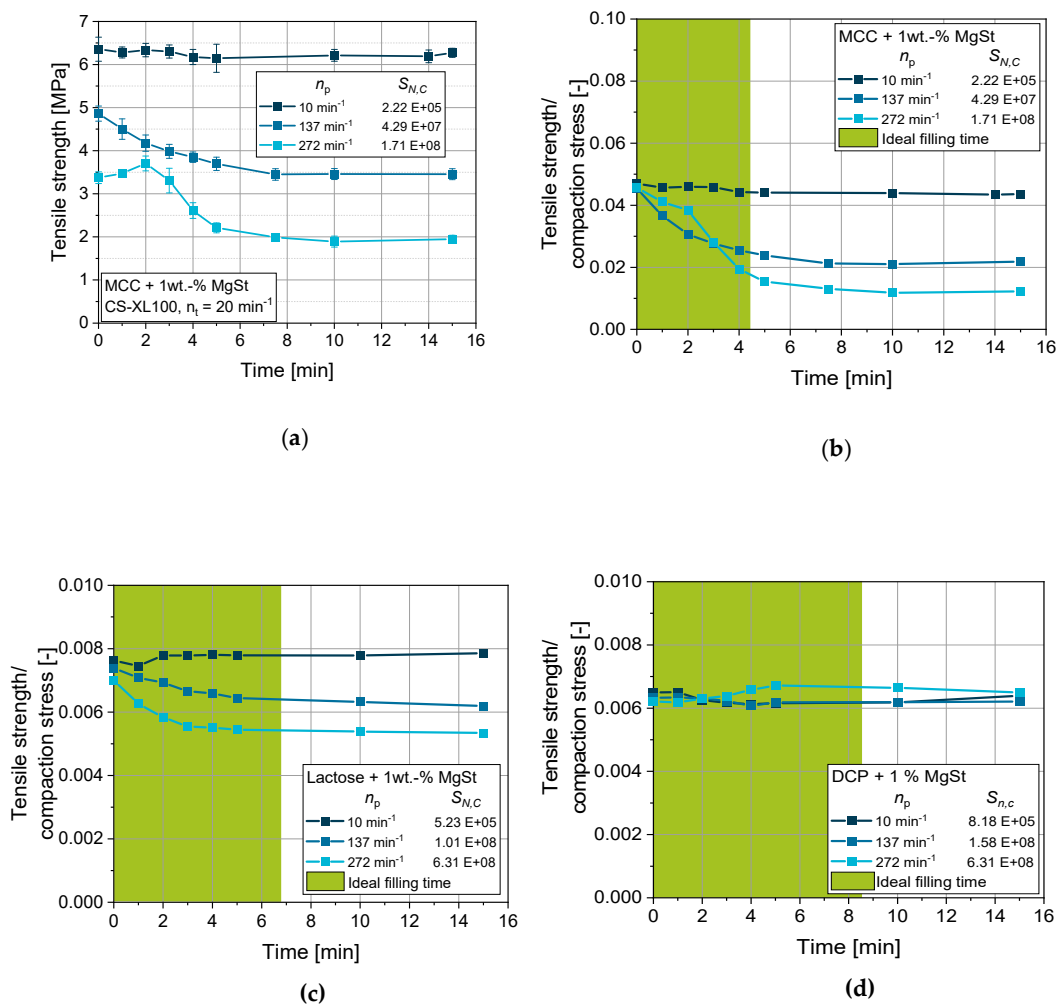 7
6
5
4
3
2
1
0
Tensile strength [MPa]
n_p S_{N,C}
10 min⁻¹ 2.22 E+05
137 min⁻¹ 4.29 E+07
272 min⁻¹ 1.71 E+08
MCC + 1wt.-% MgSt
CS-XL100, n_t = 20 min⁻¹
0 2 4 6 8 10 12 14 16
Time [min]
(a)
0.10
0.08
0.06
0.04
0.02
0.00
Tensile strength/
compaction stress [-]
MCC + 1wt.-% MgSt
n_p S_{N,C}
10 min⁻¹ 2.22 E+05
137 min⁻¹ 4.29 E+07
272 min⁻¹ 1.71 E+08
Ideal filling time
0 2 4 6 8 10 12 14 16
Time [min]
(b)
0.010
0.008
0.006
0.004
0.002
0.000
Tensile strength/
compaction stress [-]
Lactose + 1wt.-% MgSt
n_p S_{N,C}
10 min⁻¹ 5.23 E+05
137 min⁻¹ 1.01 E+08
272 min⁻¹ 6.31 E+08
Ideal filling time
0 2 4 6 8 10 12 14 16
Time [min]
(c)
0.010
0.008
0.006
0.004
0.002
0.000
Tensile strength/
compaction stress [-]
DCP + 1 % MgSt
n_p S_{n,c}
10 min⁻¹ 8.18 E+05
137 min⁻¹ 1.58 E+08
272 min⁻¹ 6.31 E+08
Ideal filling time
0 2 4 6 8 10 12 14 16
Time [min]
(d)